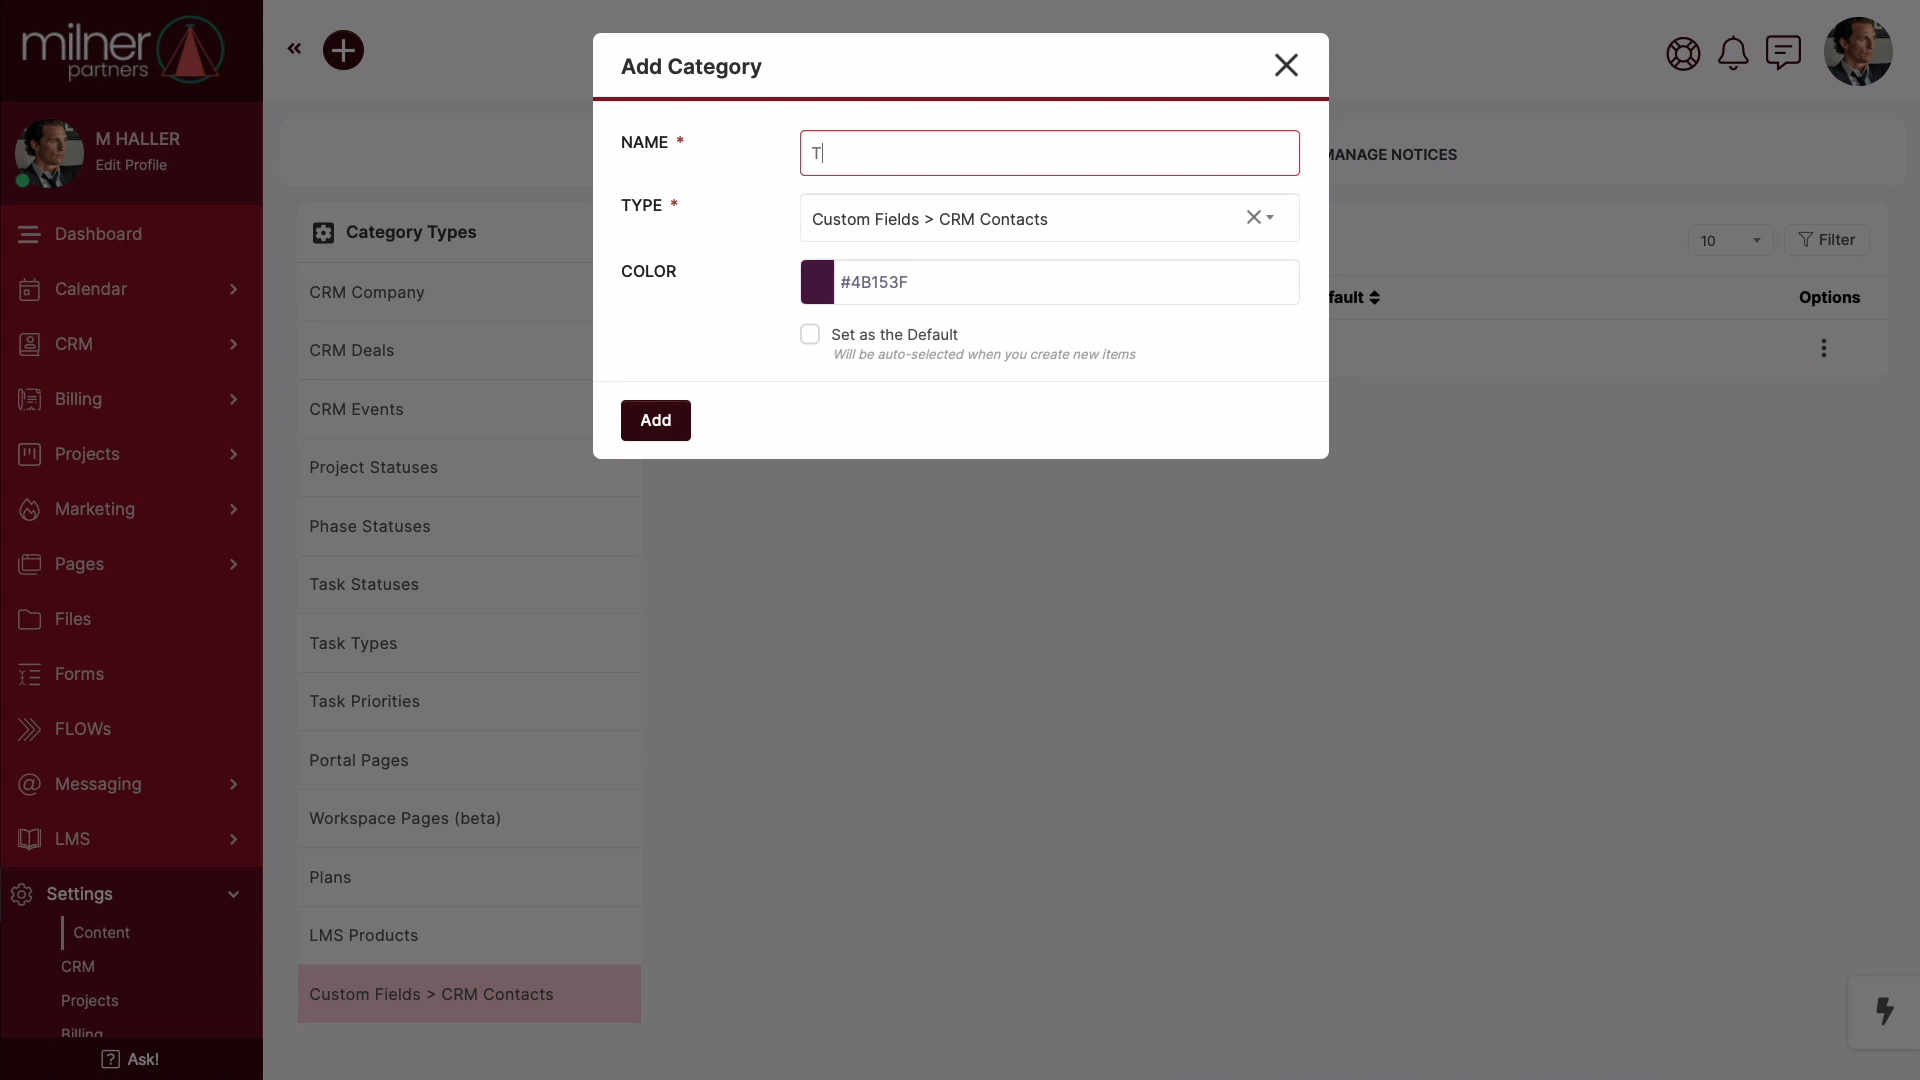 milner
partners
M HALLER
Edit Profile
Dashboard
Calendar
CRM
Billing
Projects
Marketing
Pages
Files
Forms
FLOWs
Messaging
LMS
Settings
Content
CRM
Projects
Billing
? Ask!
MANAGE NOTICES
Category Types
CRM Company
CRM Deals
CRM Events
Project Statuses
Phase Statuses
Task Statuses
Task Types
Task Priorities
Portal Pages
Workspace Pages (beta)
Plans
LMS Products
Custom Fields > CRM Contacts
10
Filter
fault
Options
Add Category
NAME *
T
TYPE *
Custom Fields > CRM Contacts
COLOR
#4B153F
Set as the Default
Will be auto-selected when you create new items
Add